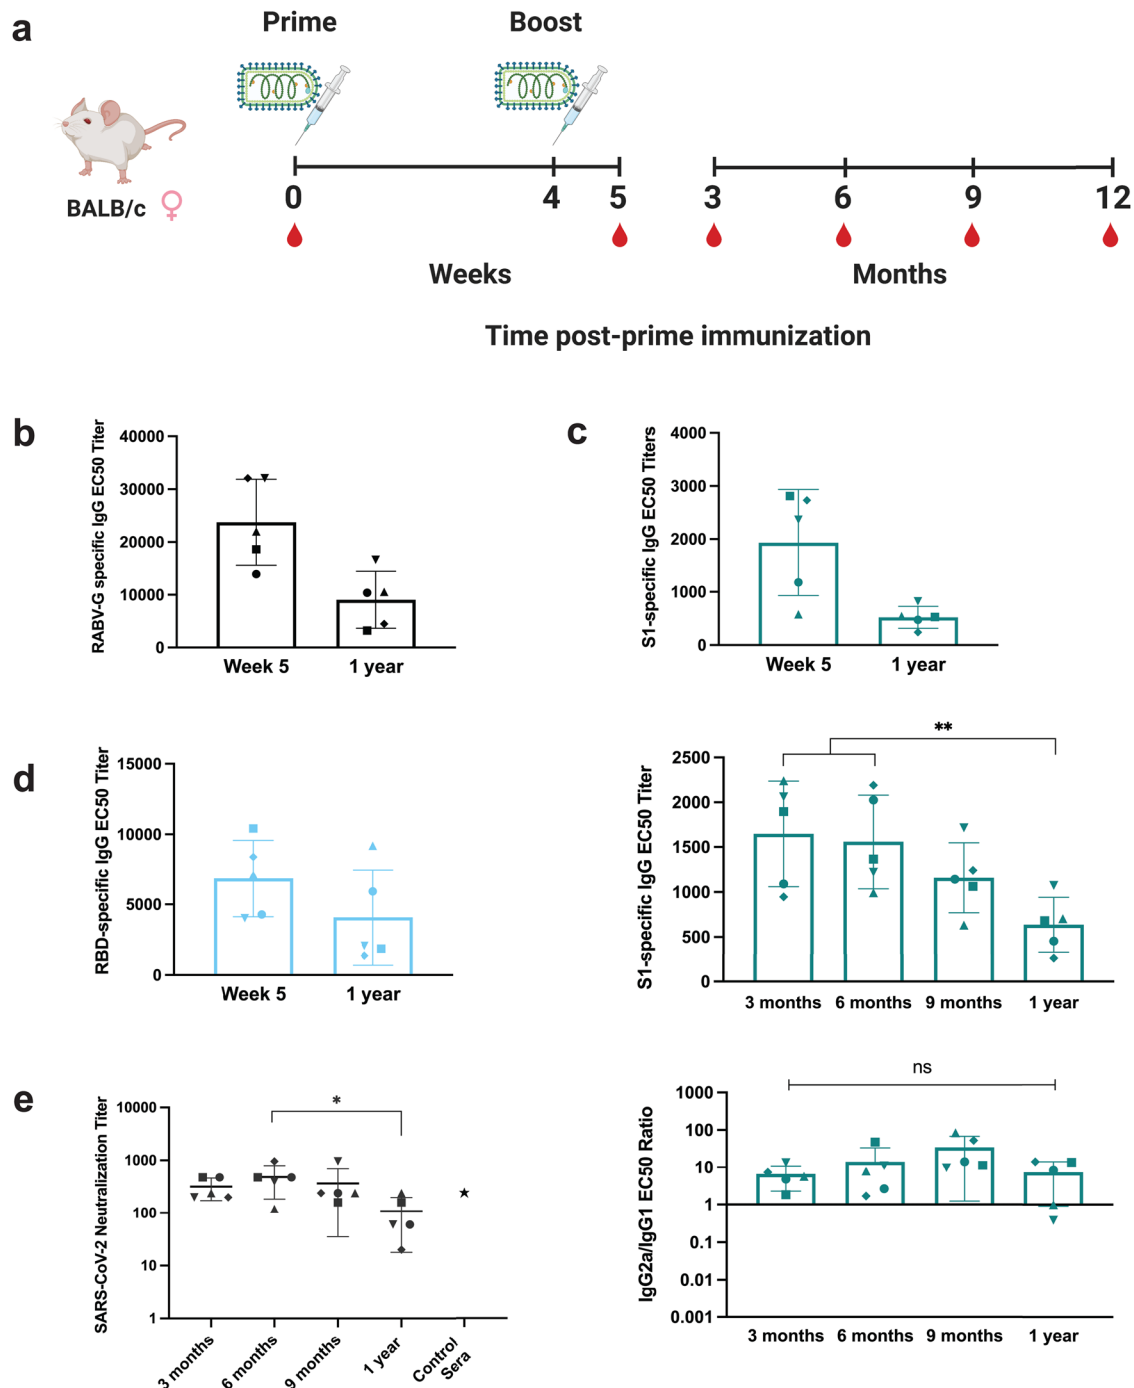 a
Prime
Boost
BALB/c ♀
0
4
5
3
6
9
12
Weeks
Months
Time post-prime immunization
b
RABV-G specific IgG EC50 Titer
40000
30000
20000
10000
0
Week 5
1 year
c
S1-specific IgG EC50 Titers
4000
3000
2000
1000
0
Week 5
1 year
d
RBD-specific IgG EC50 Titer
15000
10000
5000
0
Week 5
1 year
**
S1-specific IgG EC50 Titer
2500
2000
1500
1000
500
0
3 months
6 months
9 months
1 year
e
SARS-CoV-2 Neutralization Titer
10000
1000
100
10
1
*
3 months
6 months
9 months
1 year
Control
Sera
ns
IgG2a/IgG1 EC50 Ratio
1000
100
10
1
0.1
0.01
0.001
3 months
6 months
9 months
1 year